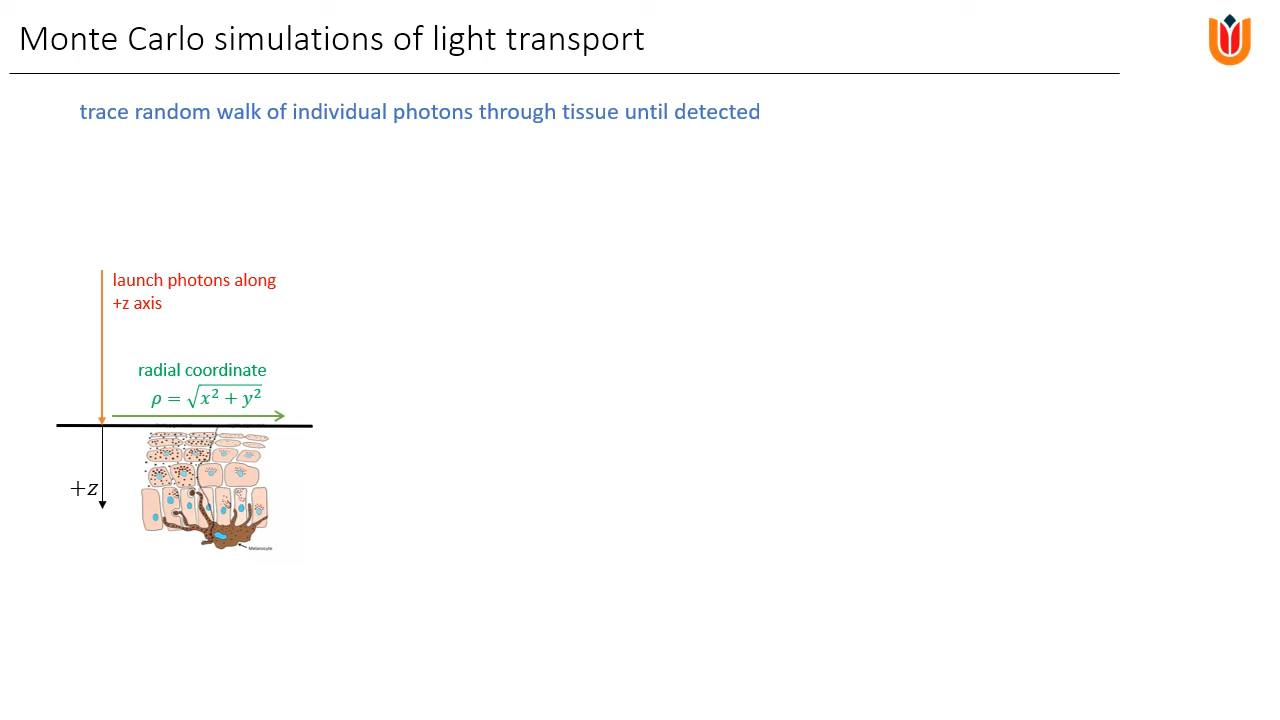 Monte Carlo simulations of light transport
trace random walk of individual photons through tissue until detected
launch photons along
+z axis
radial coordinate
ρ = √(x² + y²)
+z
Melanocyte